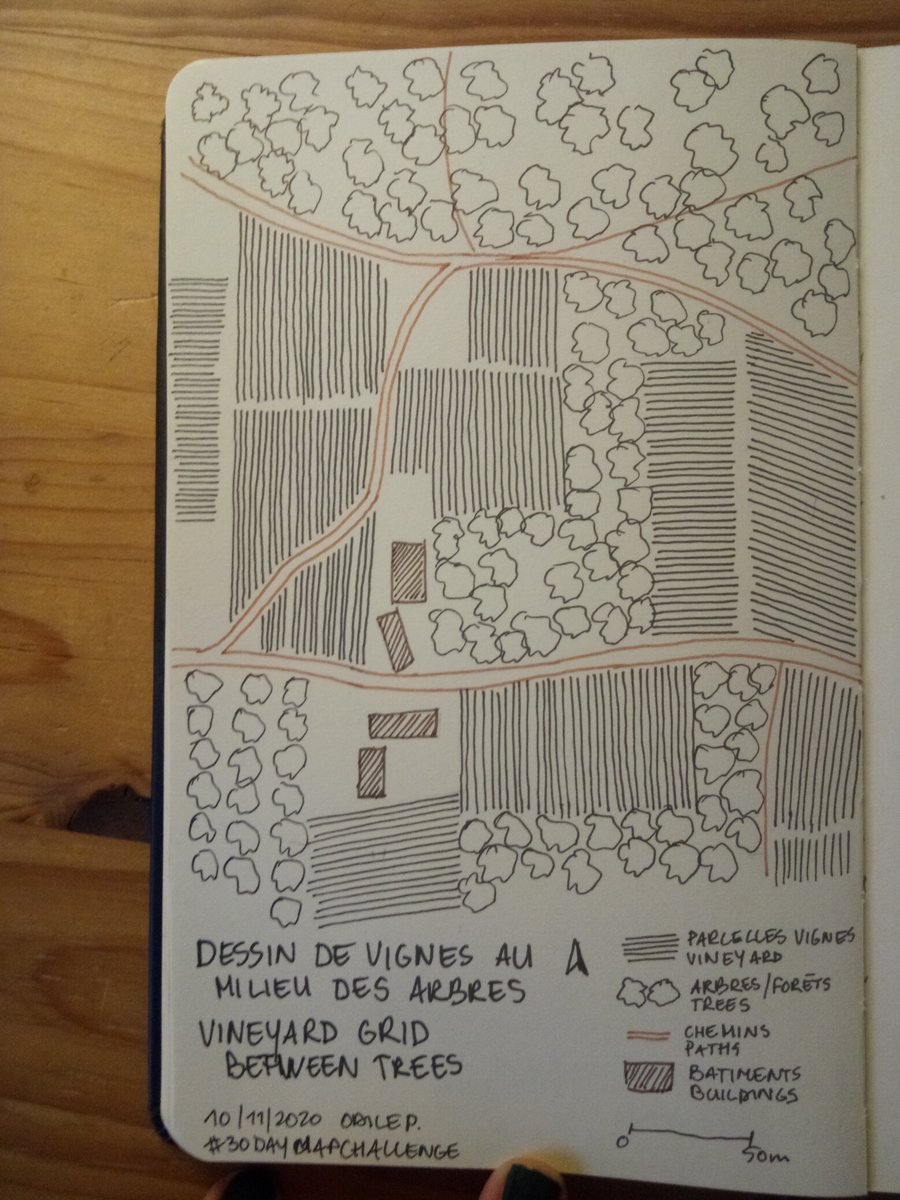 DESSIN DE VIGNES AU
MILIEU DES ARBRES
VINEYARD GRID
BETWEEN TREES
10/11/2020 ODILE P.
#30DAYMAPCHALLENGE
PARCELLES VIGNES
VINEYARD
ARBRES/FORÊTS
TREES
CHEMINS
PATHS
BATIMENTS
BUILDINGS
0 50m